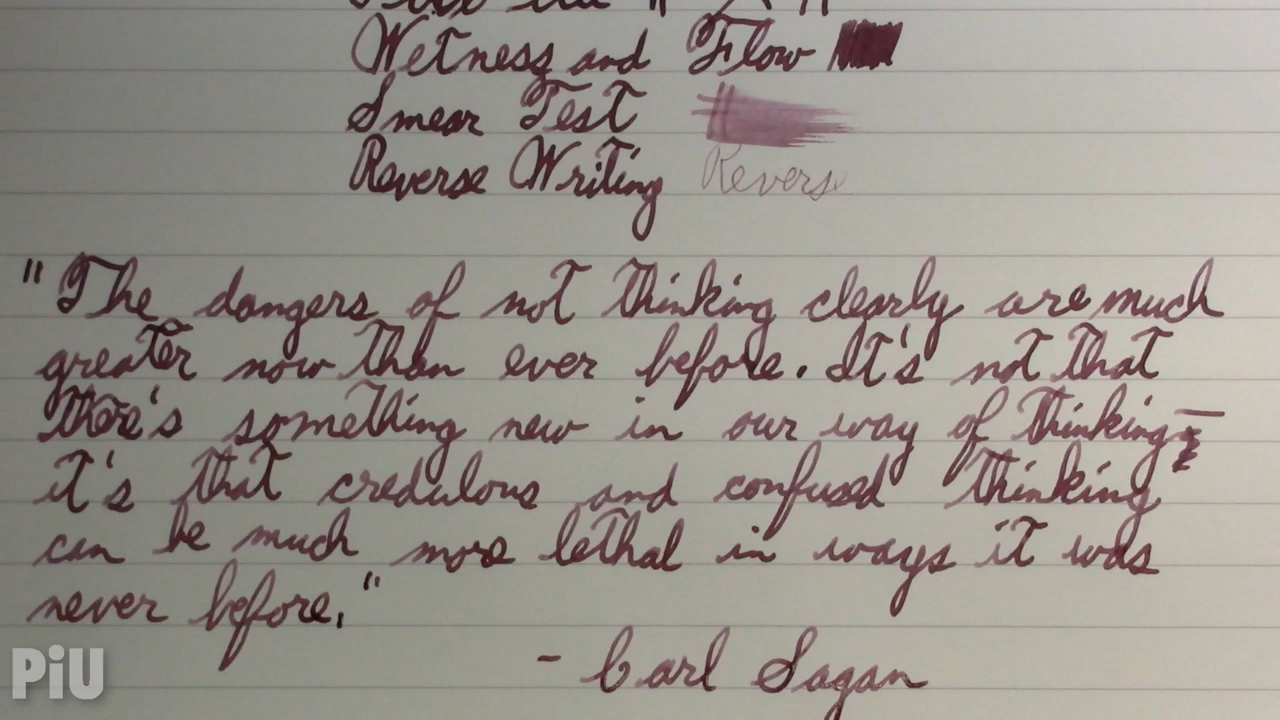 Wetness and Flow
Smear Test
Reverse Writing Revers
"The dangers of not thinking clearly are much
greater now than ever before. It's not that
there's something new in our way of thinking-
it's that credulous and confused thinking
can be much more lethal in ways it was
never before."
- Carl Sagan
PiU